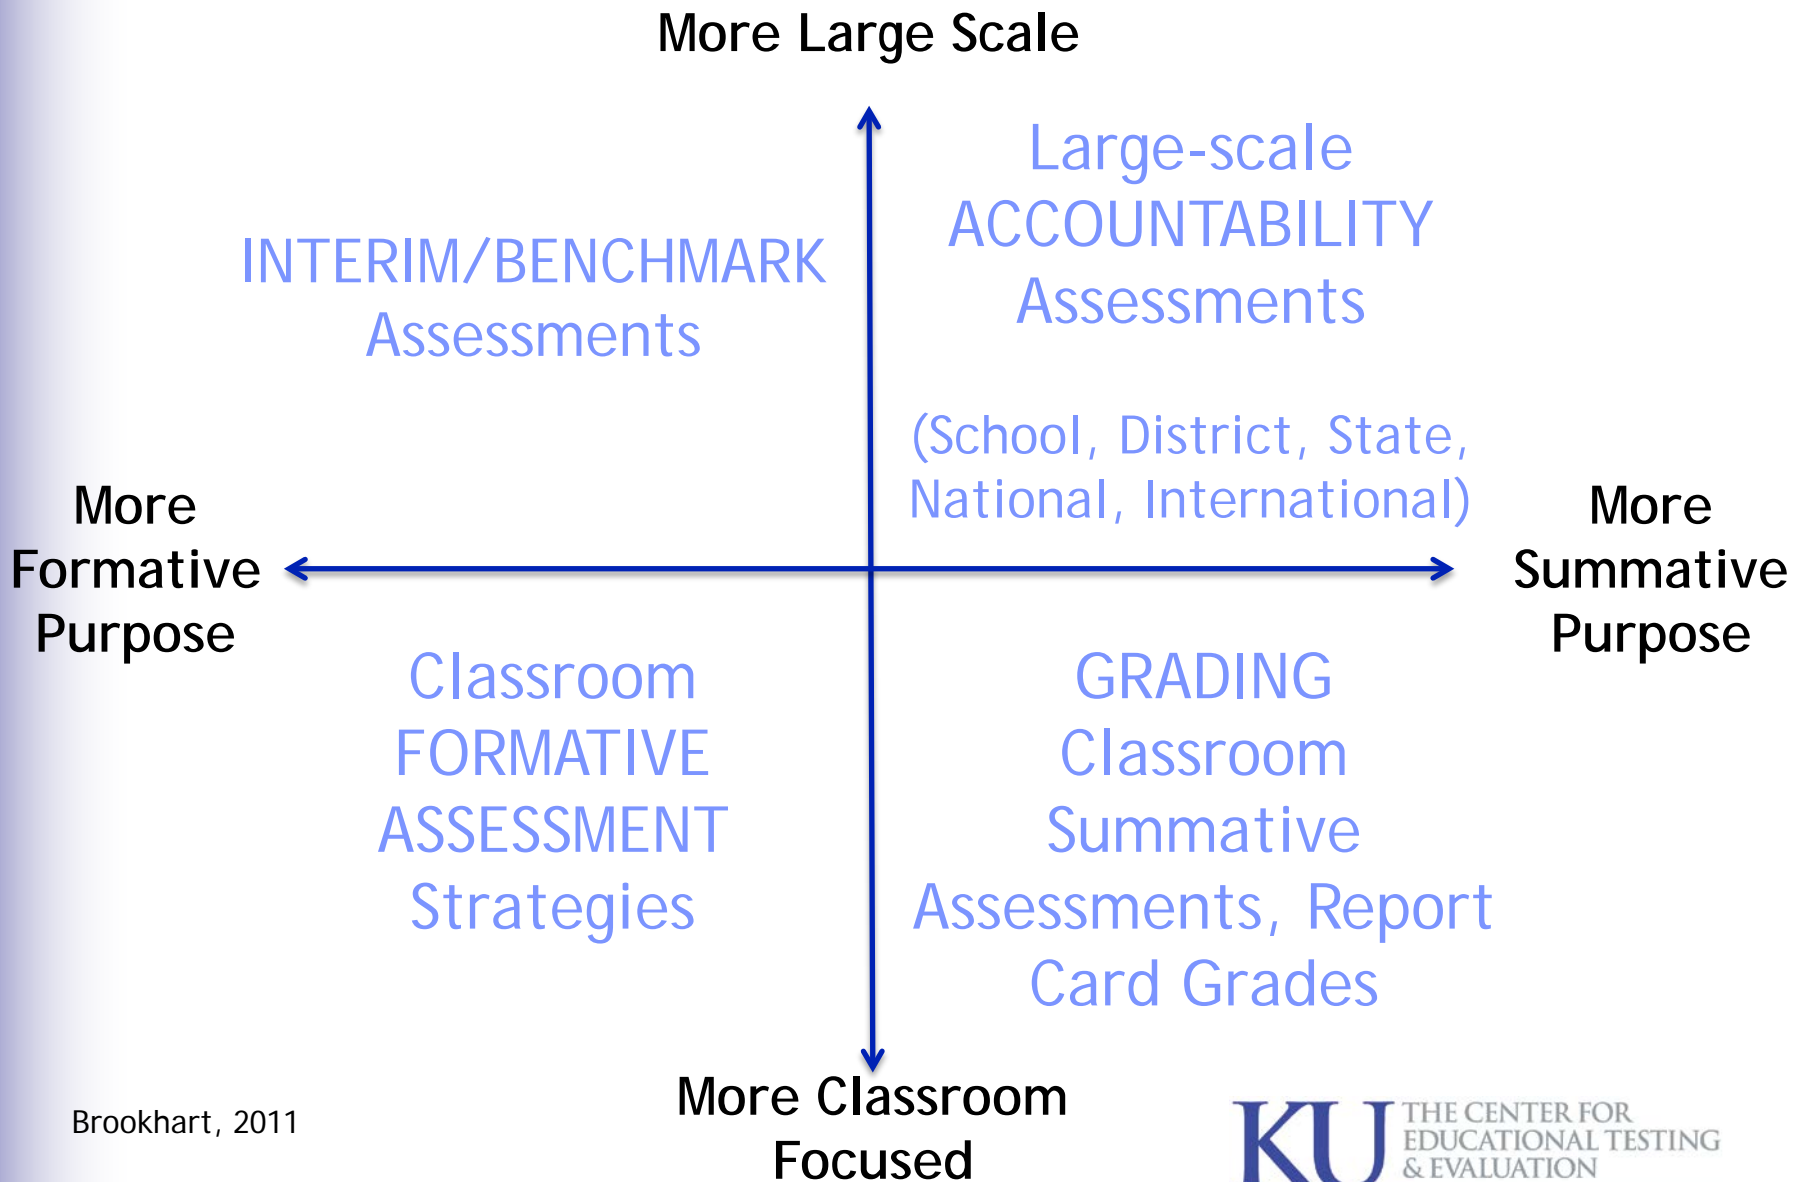 More Large Scale
INTERIM/BENCHMARK
Assessments
Large-scale
ACCOUNTABILITY
Assessments
(School, District, State,
National, International)
More
Formative
Purpose
More
Summative
Purpose
Classroom
FORMATIVE
ASSESSMENT
Strategies
GRADING
Classroom
Summative
Assessments, Report
Card Grades
More Classroom
Focused
Brookhart, 2011
KU
THE CENTER FOR
EDUCATIONAL TESTING
& EVALUATION